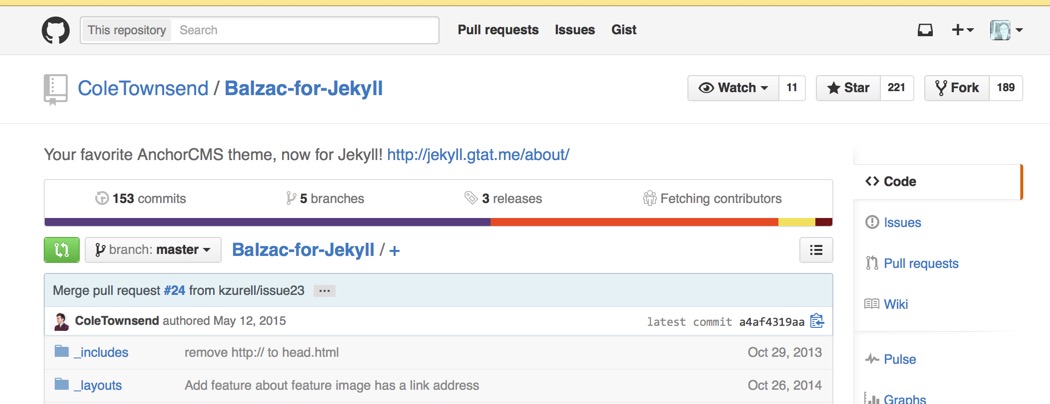 This repository Search Pull requests Issues Gist
ColeTownsend / Balzac-for-Jekyll Watch 11 Star 221 Fork 189
Your favorite AnchorCMS theme, now for Jekyll! http://jekyll.gtat.me/about/
153 commits 5 branches 3 releases Fetching contributors
Code
Issues
Pull requests
Wiki
Pulse
Graphs
branch: master Balzac-for-Jekyll / +
Merge pull request #24 from kzurell/issue23 ...
ColeTownsend authored May 12, 2015 latest commit a4af4319aa
_includes remove http:// to head.html Oct 29, 2013
_layouts Add feature about feature image has a link address Oct 26, 2014